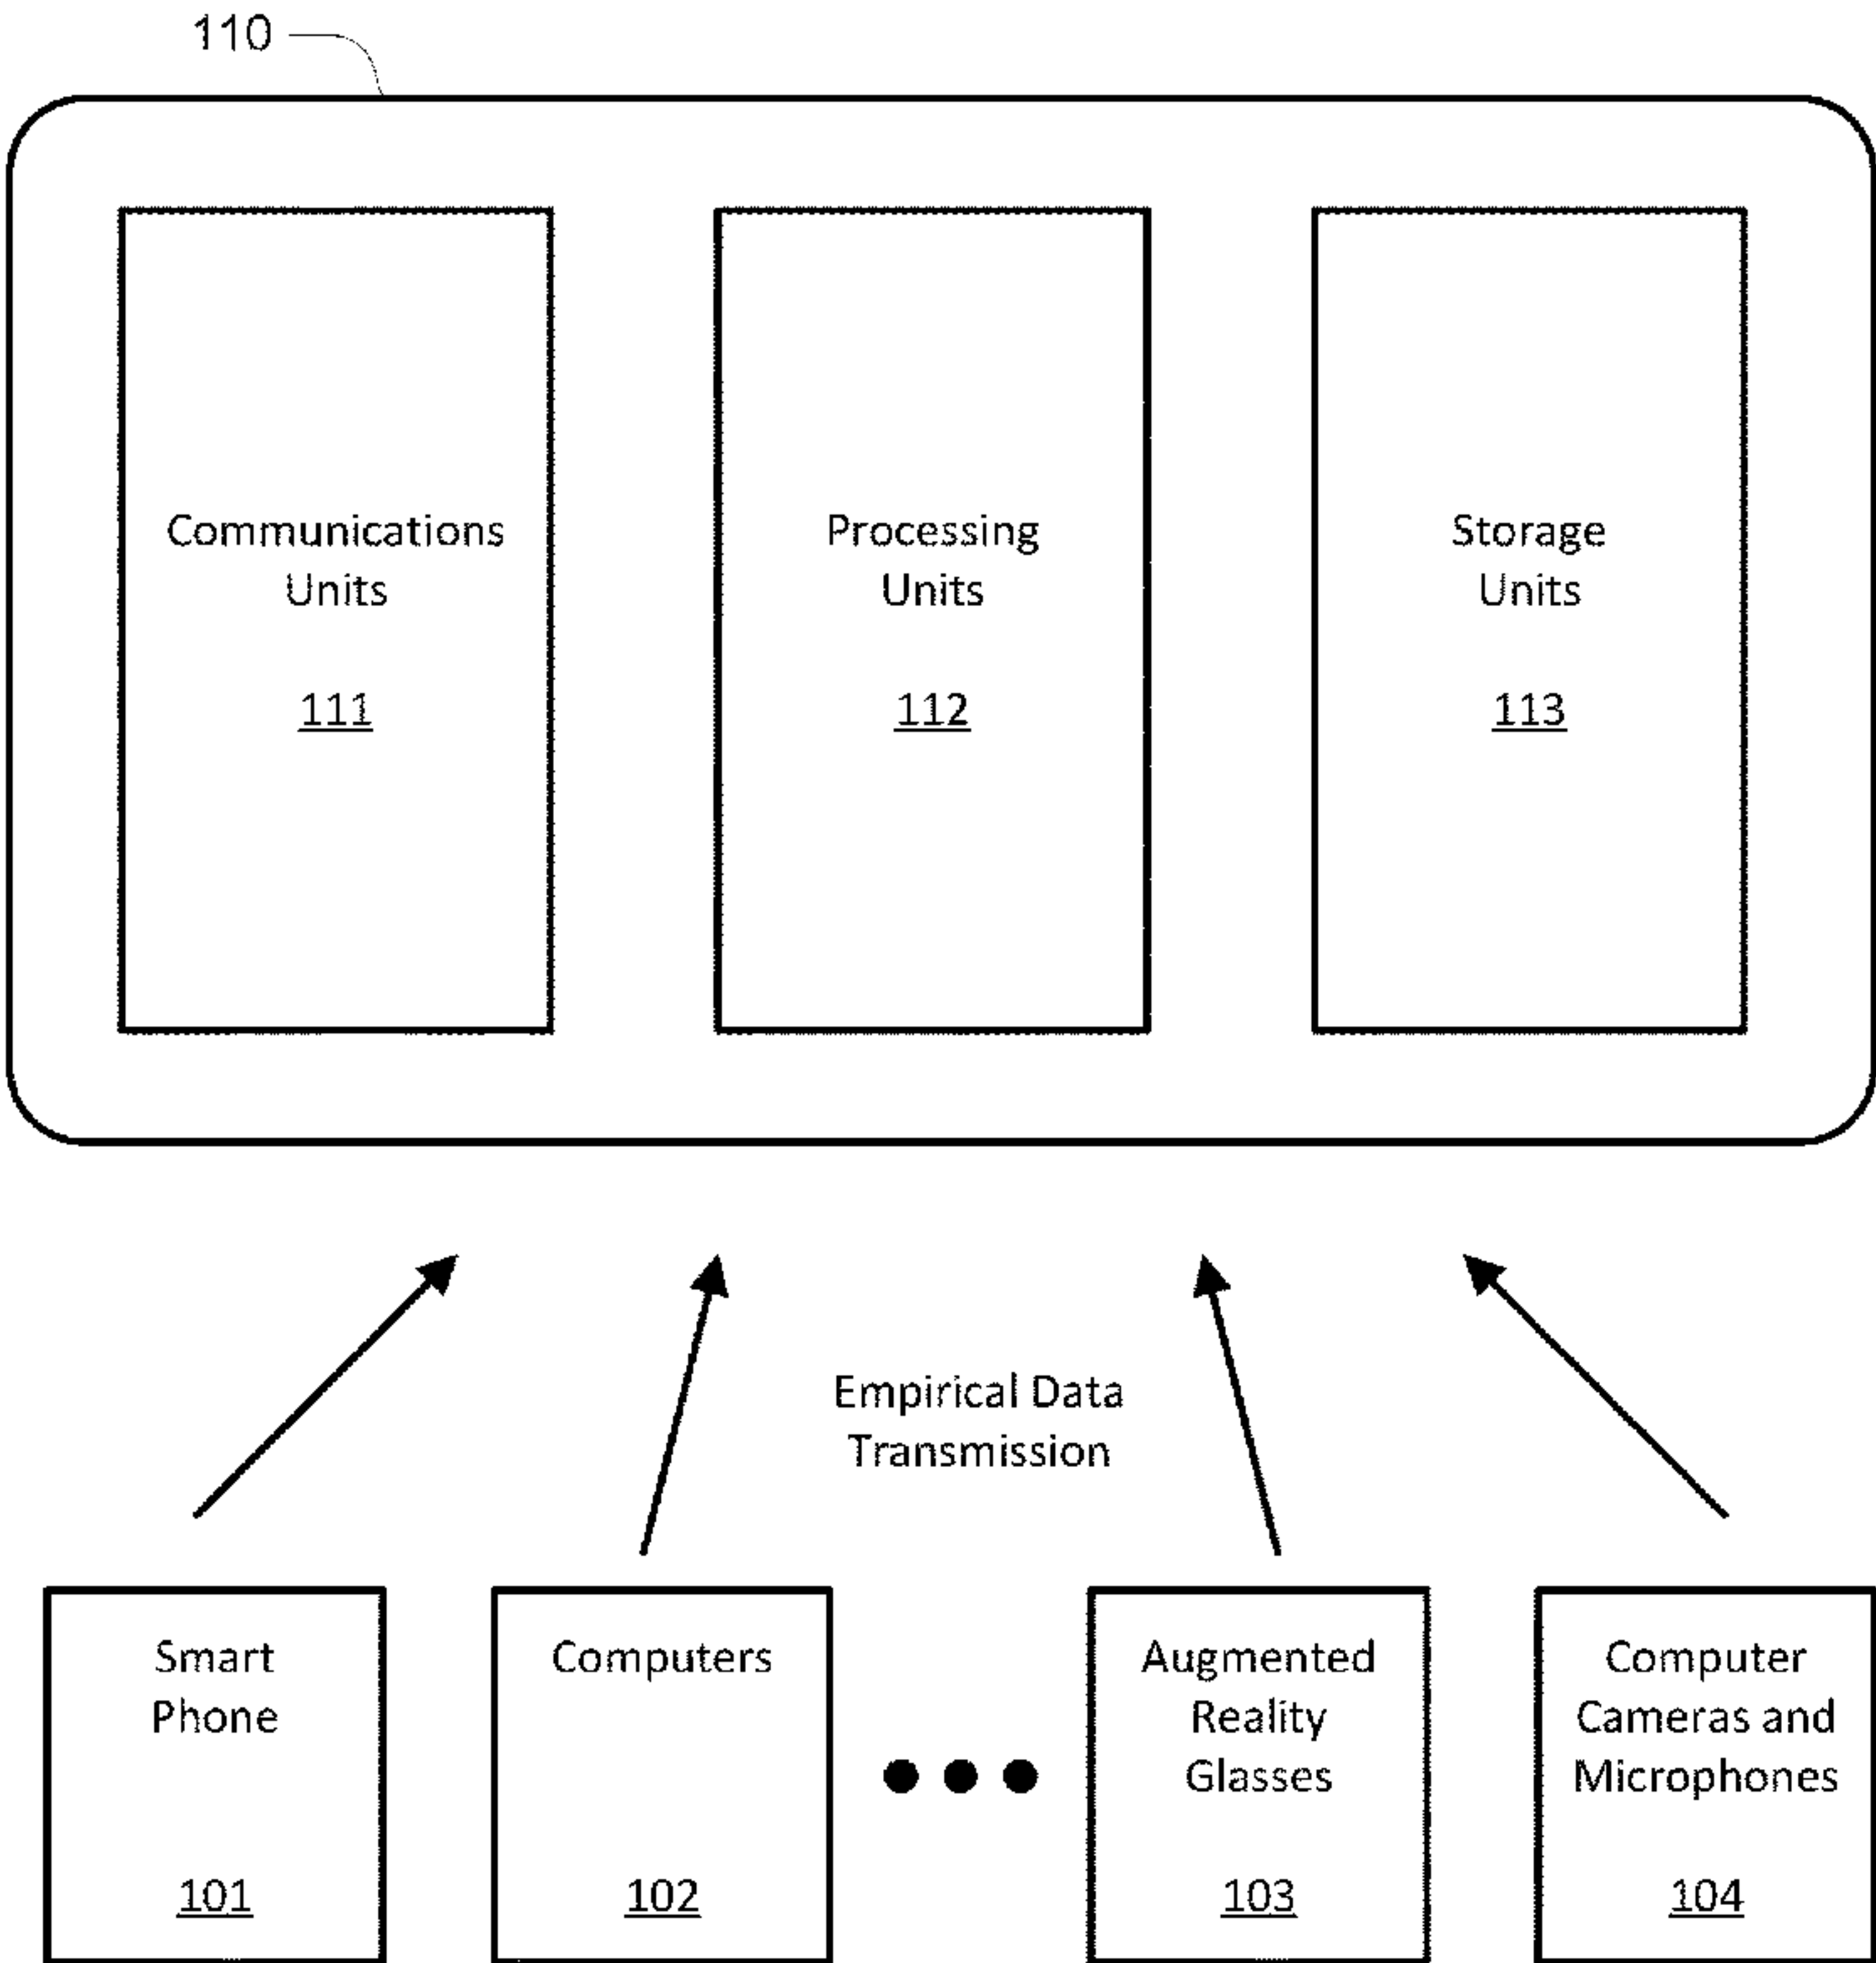 110
Communications
Units
111
Processing
Units
112
Storage
Units
113
Empirical Data
Transmission
Smart
Phone
101
Computers
102
Augmented
Reality
Glasses
103
Computer
Cameras and
Microphones
104